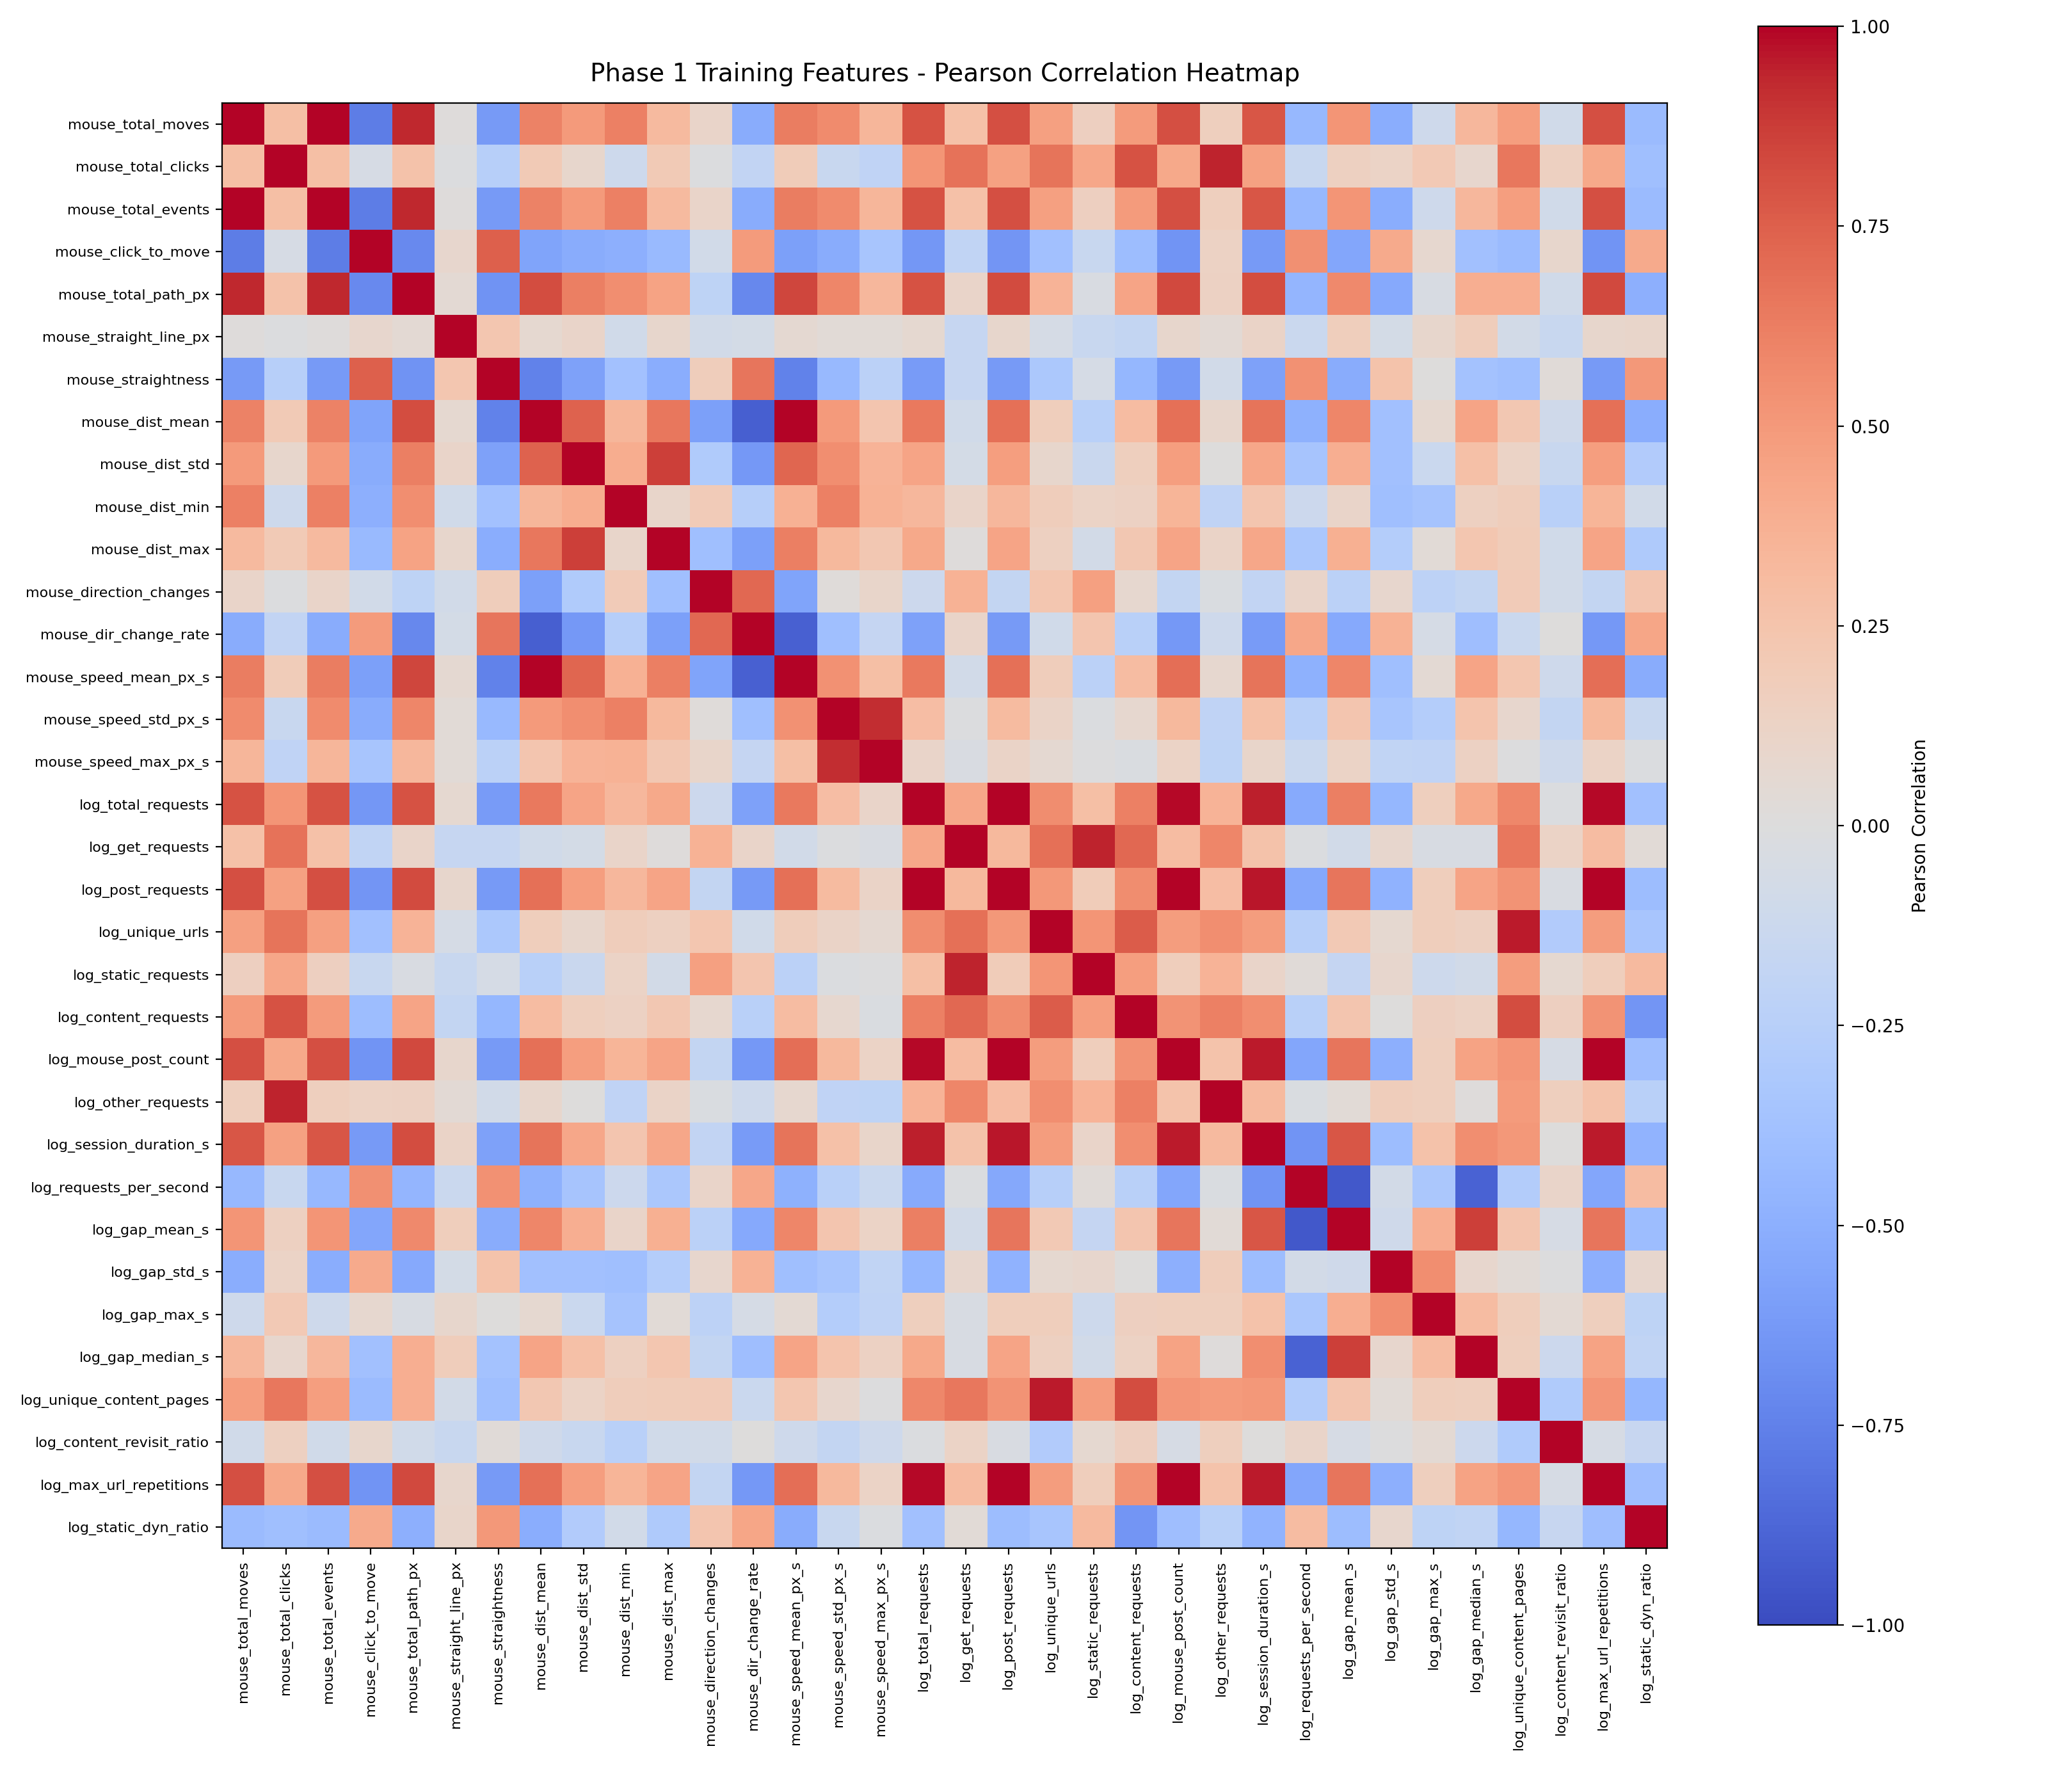 Phase 1 Training Features - Pearson Correlation Heatmap
mouse_total_moves
mouse_total_clicks
mouse_total_events
mouse_click_to_move
mouse_total_path_px
mouse_straight_line_px
mouse_straightness
mouse_dist_mean
mouse_dist_std
mouse_dist_min
mouse_dist_max
mouse_direction_changes
mouse_dir_change_rate
mouse_speed_mean_px_s
mouse_speed_std_px_s
mouse_speed_max_px_s
log_total_requests
log_get_requests
log_post_requests
log_unique_urls
log_static_requests
log_content_requests
log_mouse_post_count
log_other_requests
log_session_duration_s
log_requests_per_second
log_gap_mean_s
log_gap_std_s
log_gap_max_s
log_gap_median_s
log_unique_content_pages
log_content_revisit_ratio
log_max_url_repetitions
log_static_dyn_ratio
mouse_total_moves
mouse_total_clicks
mouse_total_events
mouse_click_to_move
mouse_total_path_px
mouse_straight_line_px
mouse_straightness
mouse_dist_mean
mouse_dist_std
mouse_dist_min
mouse_dist_max
mouse_direction_changes
mouse_dir_change_rate
mouse_speed_mean_px_s
mouse_speed_std_px_s
mouse_speed_max_px_s
log_total_requests
log_get_requests
log_post_requests
log_unique_urls
log_static_requests
log_content_requests
log_mouse_post_count
log_other_requests
log_session_duration_s
log_requests_per_second
log_gap_mean_s
log_gap_std_s
log_gap_max_s
log_gap_median_s
log_unique_content_pages
log_content_revisit_ratio
log_max_url_repetitions
log_static_dyn_ratio
1.00
0.75
0.50
0.25
0.00
−0.25
−0.50
−0.75
−1.00
Pearson Correlation